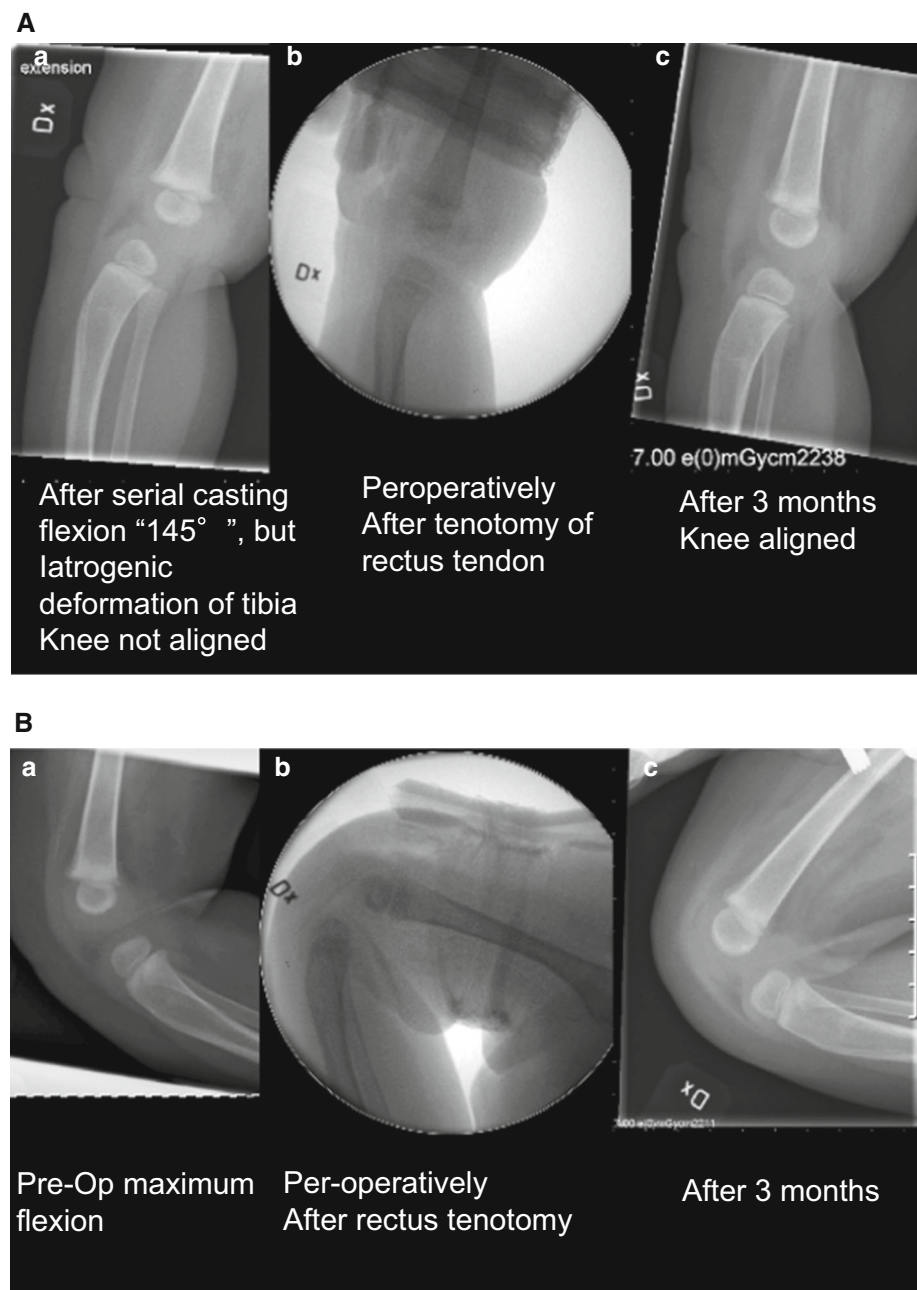 A
a
extension
Dx
b
Dx
c
Dx
7.00 e(0)mGycm2238
After serial casting
flexion “145° ”, but
Iatrogenic
deformation of tibia
Knee not aligned
Peroperatively
After tenotomy of
rectus tendon
After 3 months
Knee aligned
B
a
b
Dx
c
Dx
Pre-Op maximum
flexion
Per-operatively
After rectus tenotomy
After 3 months